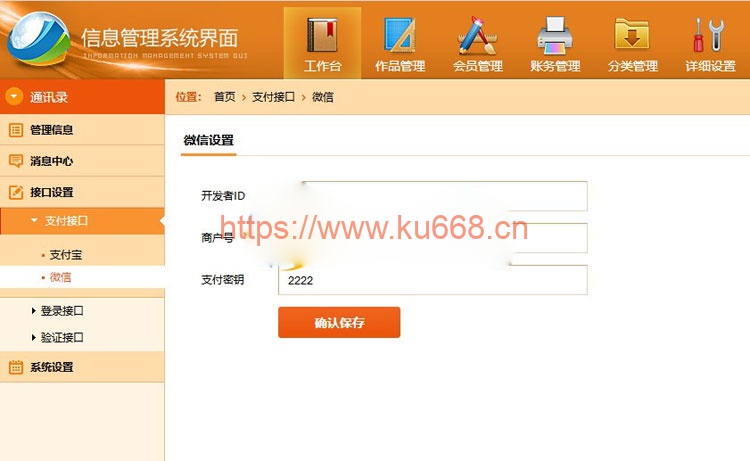 信息管理系统界面
INFORMATION MANAGEMENT SYSTEM GUI
工作台 作品管理 会员管理 账务管理 分类管理 详细设置
通讯录
位置： 首页 › 支付接口 › 微信
管理信息
消息中心
接口设置
支付接口
支付宝
微信
登录接口
验证接口
系统设置
微信设置
开发者ID
https://www.ku668.cn
商户号
支付密钥 2222
确认保存